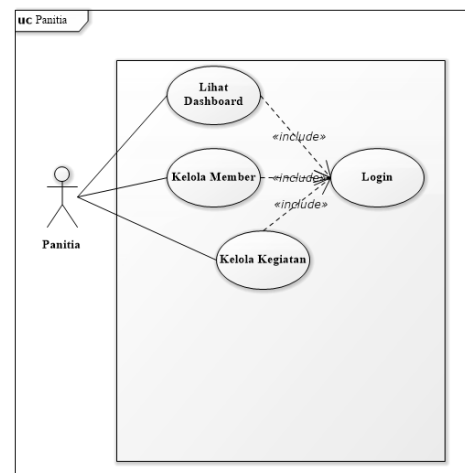 uc Panitia
Lihat
Dashboard
«include»
Kelola Member
«include»
Login
«include»
Panitia
Kelola Kegiatan